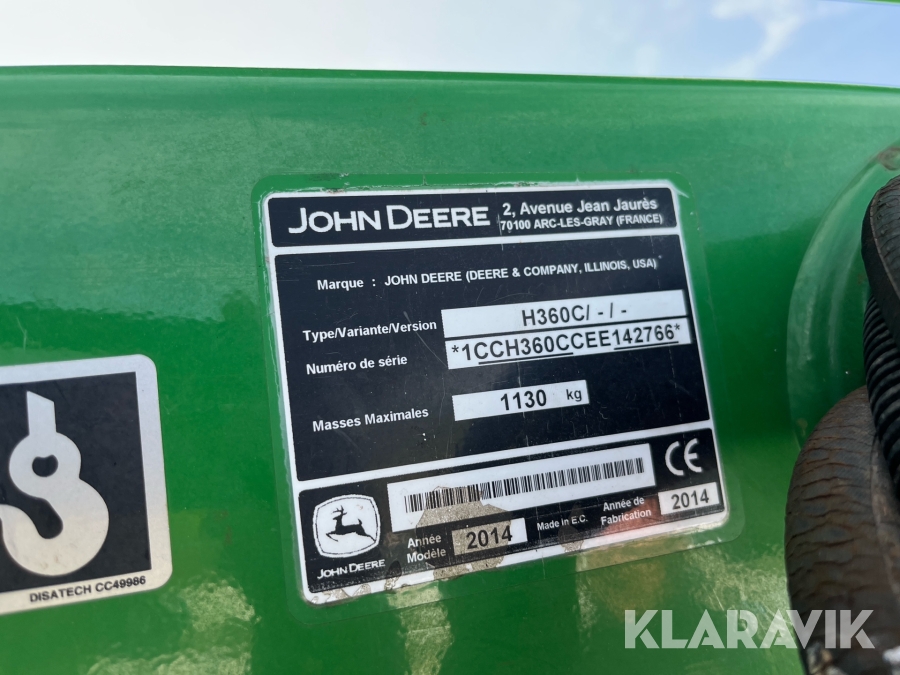 JOHN DEERE
2, Avenue Jean Jaurès
70100 ARC-LES-GRAY (FRANCE)
Marque : JOHN DEERE (DEERE & COMPANY, ILLINOIS, USA)
Type/Variante/Version H360C/ - / -
Numéro de série *1CCH360CCEE142766*
Masses Maximales 1130 kg
CE
JOHN DEERE
Année Modèle 2014
Made in E.C.
Année de Fabrication 2014
DISATECH CC49986
KLARAVIK